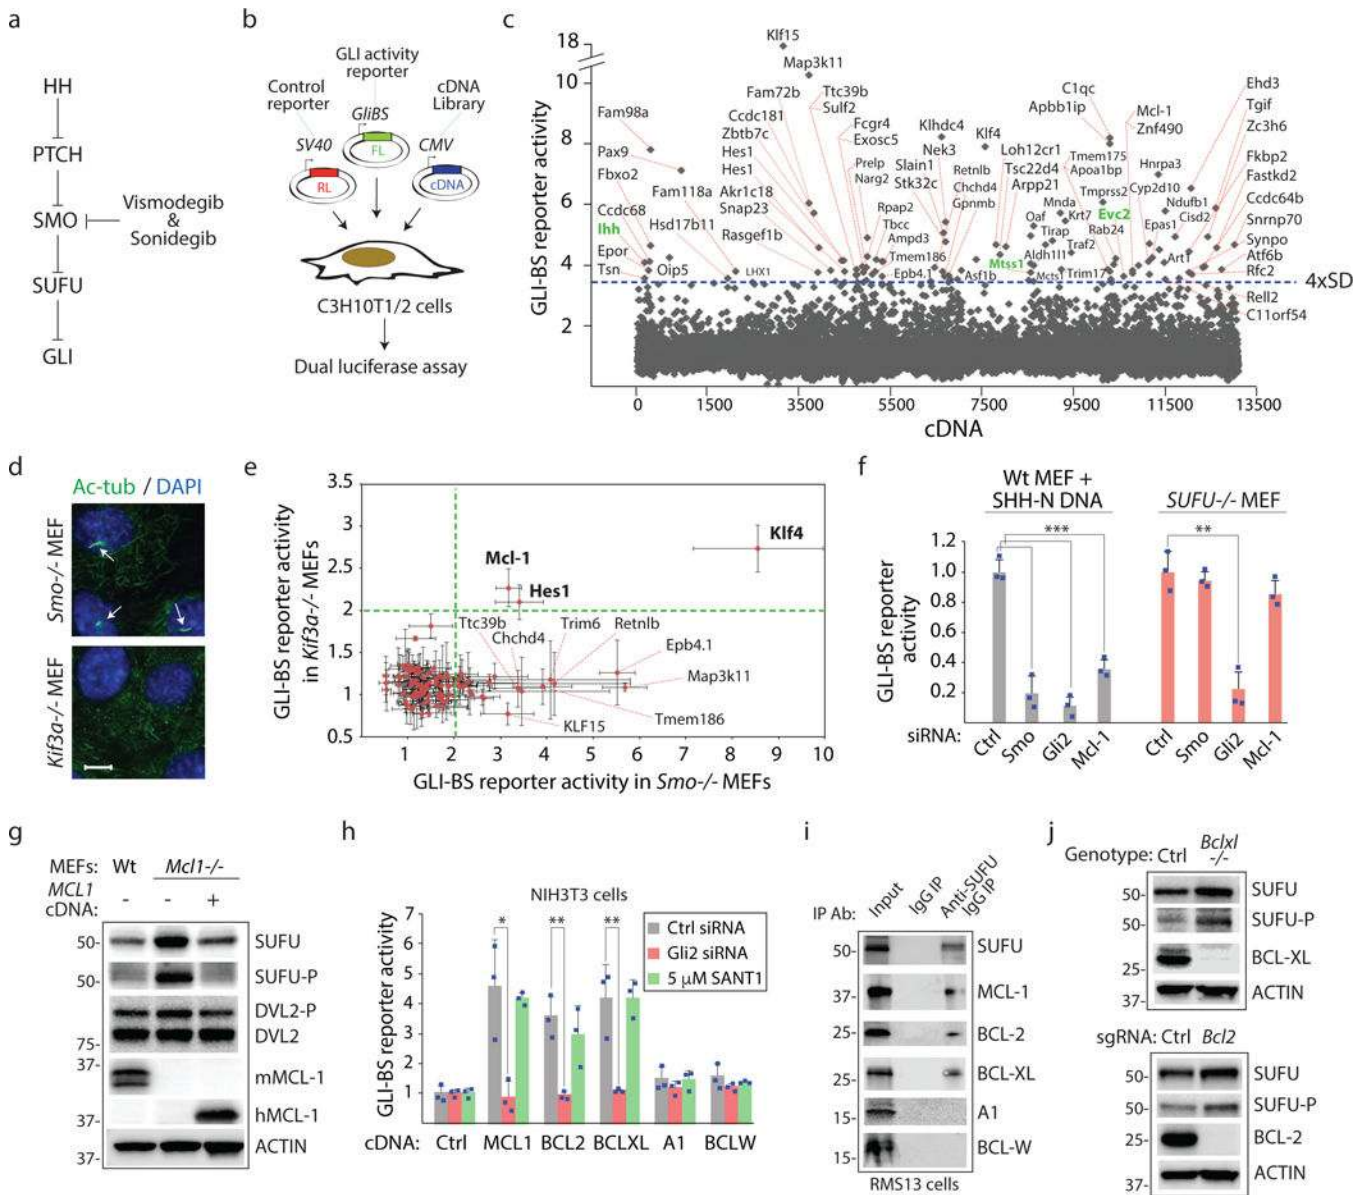 a
HH
PTCH
SMO
Vismodegib
&
Sonidegib
SUFU
GLI
b
GLI activity
reporter
Control
reporter
cDNA
Library
GliBS
SV40
CMV
FL
RL
cDNA
C3H10T1/2 cells
Dual luciferase assay
c
GLI-BS reporter activity
18
10
8
6
4
2
0
1500
3500
5500
7500
9500
11500
13500
cDNA
4xSD
Klf15
Map3k11
Fam98a
Pax9
Fbxo2
Ccdc68
Ihh
Epor
Tsn
Oip5
Fam118a
Hsd17b11
Fam72b
Ccdc181
Zbtb7c
Hes1
Hes1
Akr1c18
Snap23
Rasgef1b
LHX1
Ttc39b
Sulf2
Fcgr4
Exosc5
Prelp
Narg2
Rpap2
Tbcc
Ampd3
Tmem186
Epb4.1
Klhdc4
Nek3
Slain1
Stk32c
Klf4
Retnlb
Chchd4
Gpnmb
Asf1b
Loh12cr1
Tsc22d4
Arpp21
Mtss1
Oaf
Tirap
Aldh1l1
Mcts1
Mnda
Krt7
Traf2
Trim17
C1qc
Apbb1ip
Tmem175
Apoa1bp
Tmprss2
Evc2
Rab24
Mcl-1
Znf490
Hnrpa3
Cyp2d10
Ndufb1
Cisd2
Epas1
Art1
Ehd3
Tgif
Zc3h6
Fkbp2
Fastkd2
Ccdc64b
Snrnp70
Synpo
Atf6b
Rfc2
Rell2
C11orf54
d
Ac-tub / DAPI
Smo-/- MEF
Kif3a-/- MEF
e
GLI-BS reporter activity
in Kif3a-/- MEFs
3.5
3
2.5
2
1.5
1
0.5
1
2
3
4
5
6
7
8
9
10
GLI-BS reporter activity in Smo-/- MEFs
Klf4
Mcl-1
Hes1
Ttc39b
Chchd4
Trim6
Retnlb
Epb4.1
Map3k11
Tmem186
KLF15
f
Wt MEF +
SHH-N DNA
SUFU-/- MEF
***
**
GLI-BS reporter
activity
1.2
1.0
0.8
0.6
0.4
0.2
siRNA:
Ctrl
Smo
Gli2
Mcl-1
Ctrl
Smo
Gli2
Mcl-1
g
MEFs: Wt Mcl1-/-
MCL1
cDNA: - - +
50- SUFU
50- SUFU-P
DVL2-P
DVL2
75-
37- mMCL-1
37- hMCL-1
37- ACTIN
h
NIH3T3 cells
GLI-BS reporter activity
7
6
5
4
3
2
1
* ** **
Ctrl siRNA
Gli2 siRNA
5 μM SANT1
cDNA: Ctrl MCL1 BCL2 BCLXL A1 BCLW
i
IP Ab:
Input
IgG IP
Anti-SUFU
IgG IP
50- SUFU
37- MCL-1
25- BCL-2
25- BCL-XL
15- A1
15- BCL-W
RMS13 cells
j
Genotype: Ctrl Bclxl
-/-
50- SUFU
50- SUFU-P
25- BCL-XL
37- ACTIN
sgRNA: Ctrl Bcl2
50- SUFU
50- SUFU-P
25- BCL-2
37- ACTIN